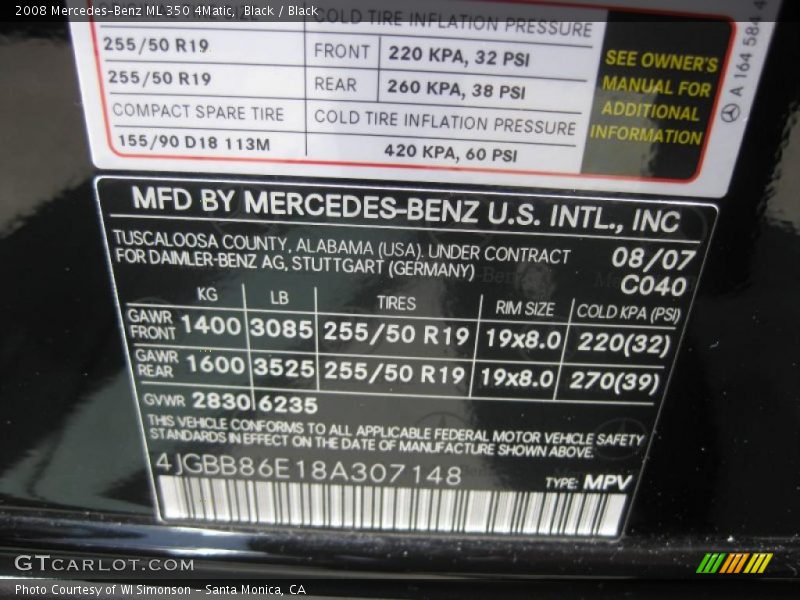 2008 Mercedes-Benz ML 350 4Matic, Black / Black
COLD TIRE INFLATION PRESSURE
255/50 R19 FRONT 220 KPA, 32 PSI
255/50 R19 REAR 260 KPA, 38 PSI
COMPACT SPARE TIRE COLD TIRE INFLATION PRESSURE
155/90 D18 113M 420 KPA, 60 PSI
SEE OWNER'S
MANUAL FOR
ADDITIONAL
INFORMATION
A 164 584 4
MFD BY MERCEDES-BENZ U.S. INTL., INC
TUSCALOOSA COUNTY, ALABAMA (USA). UNDER CONTRACT 08/07
FOR DAIMLER-BENZ AG, STUTTGART (GERMANY) C040
KG LB TIRES RIM SIZE COLD KPA (PSI)
GAWR FRONT 1400 3085 255/50 R19 19x8.0 220(32)
GAWR REAR 1600 3525 255/50 R19 19x8.0 270(39)
GVWR 2830 6235
THIS VEHICLE CONFORMS TO ALL APPLICABLE FEDERAL MOTOR VEHICLE SAFETY
STANDARDS IN EFFECT ON THE DATE OF MANUFACTURE SHOWN ABOVE.
4JGBB86E18A307148 TYPE: MPV
GTCARLOT.COM
Photo Courtesy of WI Simonson - Santa Monica, CA